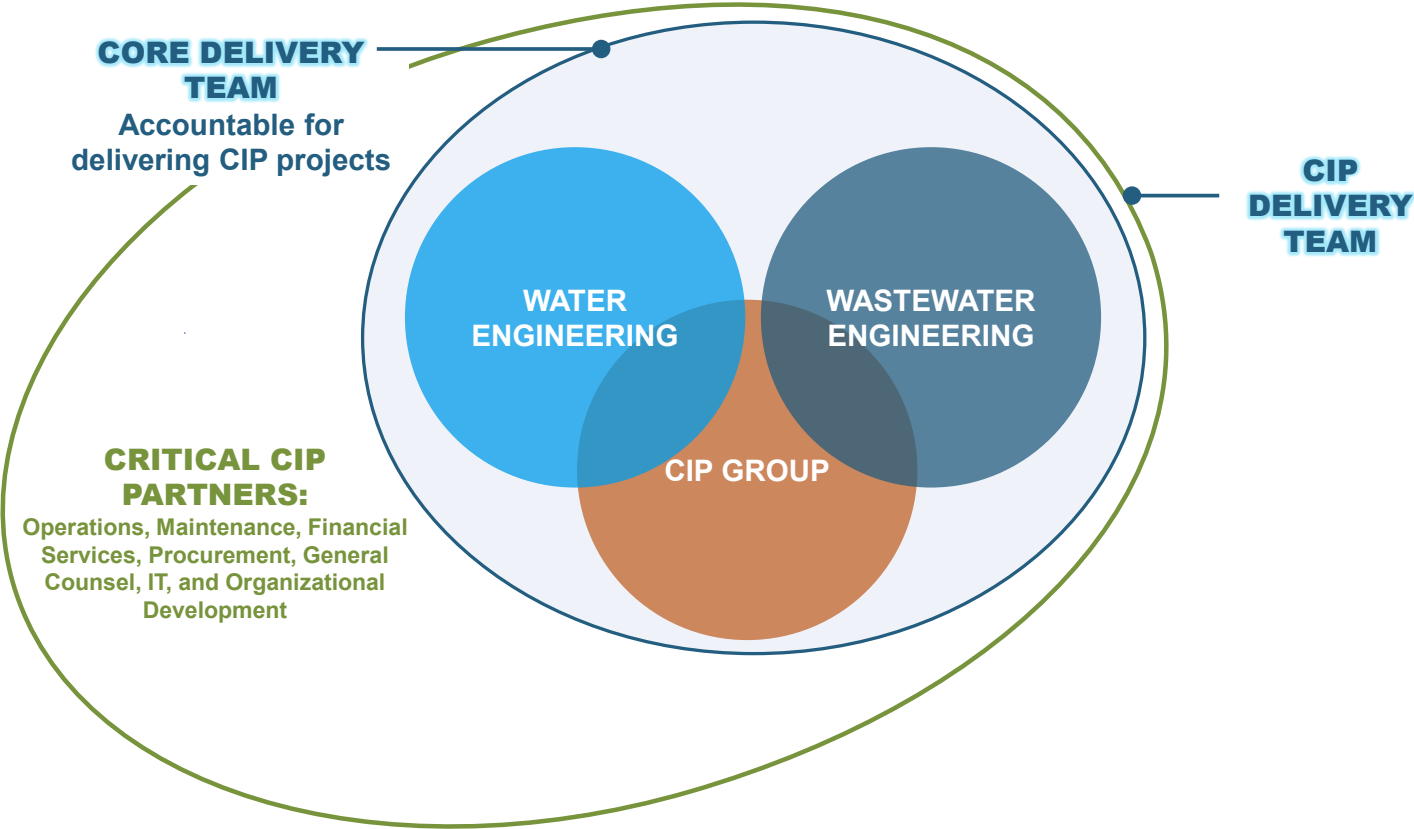 CORE DELIVERY
TEAM
Accountable for
delivering CIP projects
CIP
DELIVERY
TEAM
WATER
ENGINEERING
WASTEWATER
ENGINEERING
CIP GROUP
CRITICAL CIP
PARTNERS:
Operations, Maintenance, Financial
Services, Procurement, General
Counsel, IT, and Organizational
Development